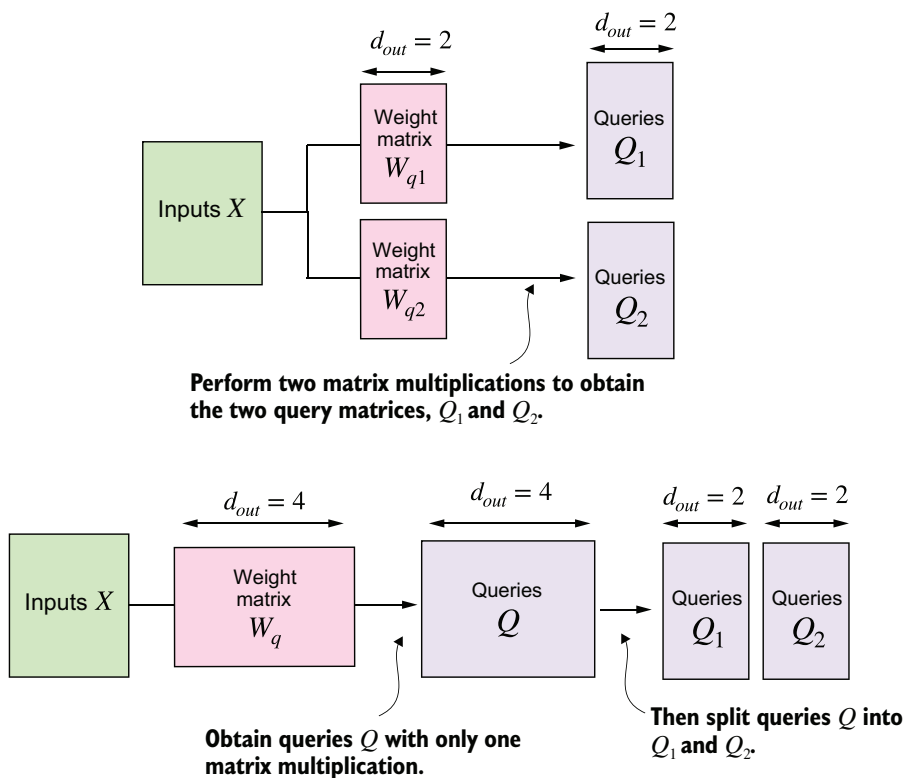 d_out = 2
d_out = 2
Inputs X
Weight
matrix
W_q1
Queries
Q_1
Weight
matrix
W_q2
Queries
Q_2
Perform two matrix multiplications to obtain
the two query matrices, Q_1 and Q_2.
d_out = 4
d_out = 4
d_out = 2
d_out = 2
Inputs X
Weight
matrix
W_q
Queries
Q
Queries
Q_1
Queries
Q_2
Obtain queries Q with only one
matrix multiplication.
Then split queries Q into
Q_1 and Q_2.